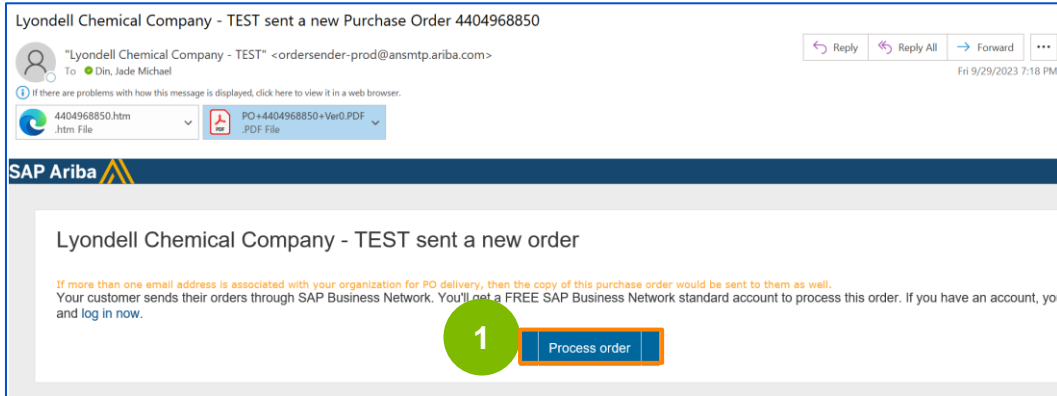 Lyondell Chemical Company - TEST sent a new Purchase Order 4404968850
"Lyondell Chemical Company - TEST" <ordersender-prod@ansmtp.ariba.com>
To Din, Jade Michael
Reply Reply All Forward ...
Fri 9/29/2023 7:18 PM
If there are problems with how this message is displayed, click here to view it in a web browser.
4404968850.htm
.htm File
PO+4404968850+Ver0.PDF
.PDF File
SAP Ariba
Lyondell Chemical Company - TEST sent a new order
If more than one email address is associated with your organization for PO delivery, then the copy of this purchase order would be sent to them as well.
Your customer sends their orders through SAP Business Network. You'll get a FREE SAP Business Network standard account to process this order. If you have an account, you
and log in now.
1
Process order